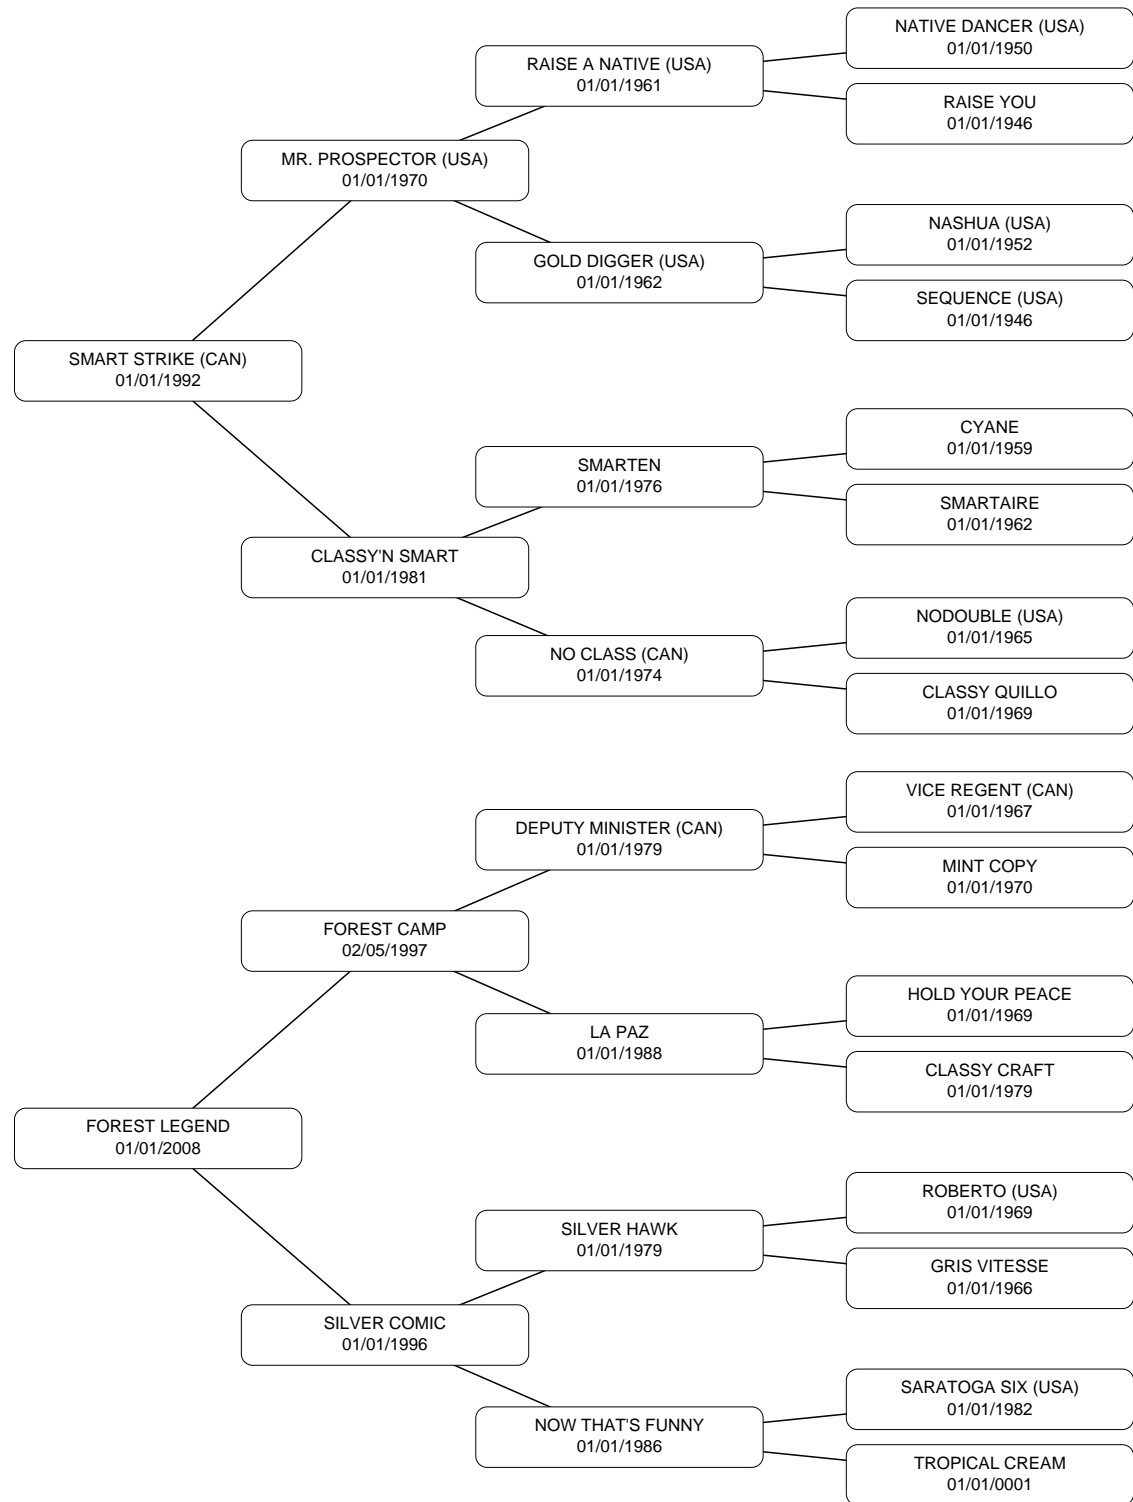 NATIVE DANCER (USA)
01/01/1950
RAISE A NATIVE (USA)
01/01/1961
RAISE YOU
01/01/1946
MR. PROSPECTOR (USA)
01/01/1970
NASHUA (USA)
01/01/1952
GOLD DIGGER (USA)
01/01/1962
SEQUENCE (USA)
01/01/1946
SMART STRIKE (CAN)
01/01/1992
CYANE
01/01/1959
SMARTEN
01/01/1976
SMARTAIRE
01/01/1962
CLASSY'N SMART
01/01/1981
NODOUBLE (USA)
01/01/1965
NO CLASS (CAN)
01/01/1974
CLASSY QUILLO
01/01/1969
VICE REGENT (CAN)
01/01/1967
DEPUTY MINISTER (CAN)
01/01/1979
MINT COPY
01/01/1970
FOREST CAMP
02/05/1997
HOLD YOUR PEACE
01/01/1969
LA PAZ
01/01/1988
CLASSY CRAFT
01/01/1979
FOREST LEGEND
01/01/2008
ROBERTO (USA)
01/01/1969
SILVER HAWK
01/01/1979
GRIS VITESSE
01/01/1966
SILVER COMIC
01/01/1996
SARATOGA SIX (USA)
01/01/1982
NOW THAT'S FUNNY
01/01/1986
TROPICAL CREAM
01/01/0001